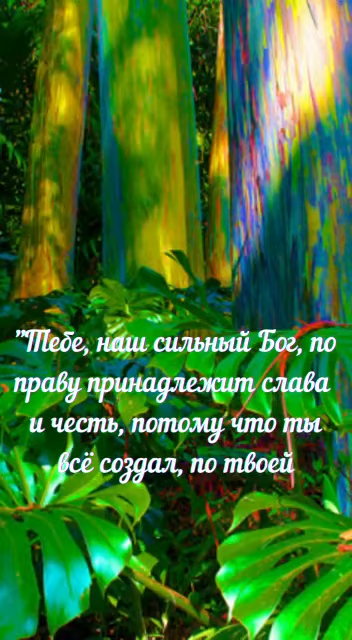 "Тебе, наш сильный Бог, по
праву принадлежит слава
и честь, потому что ты
всё создал, по твоей